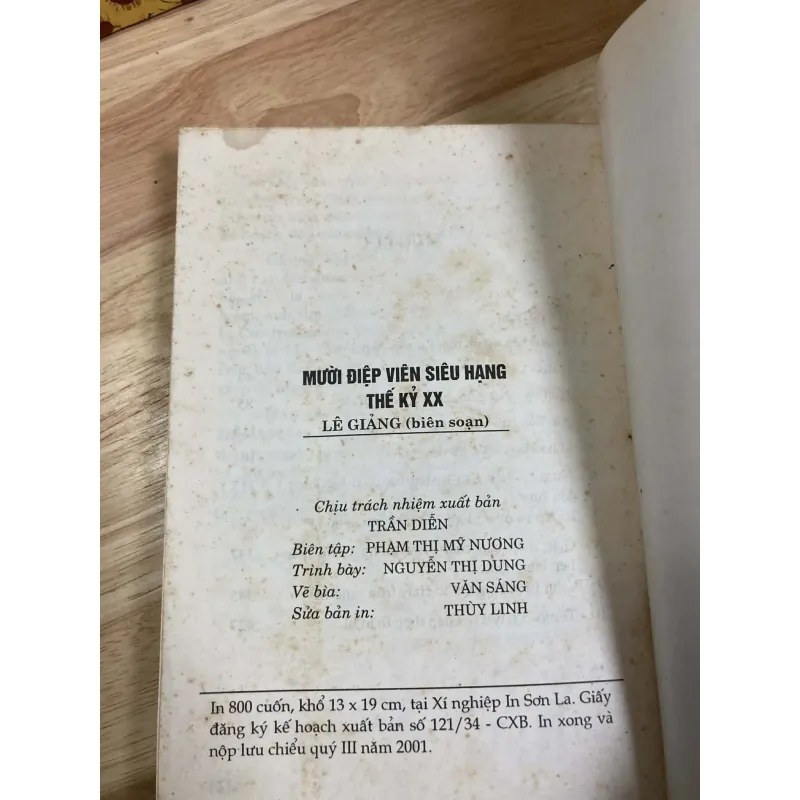 MƯỜI ĐIỆP VIÊN SIÊU HẠNG
THẾ KỶ XX
LÊ GIẢNG (biên soạn)
Chịu trách nhiệm xuất bản
TRẦN DIỄN
Biên tập: PHẠM THỊ MỸ NƯƠNG
Trình bày: NGUYỄN THỊ DUNG
Vẽ bìa: VĂN SÁNG
Sửa bản in: THÙY LINH
In 800 cuốn, khổ 13 x 19 cm, tại Xí nghiệp In Sơn La. Giấy
đăng ký kế hoạch xuất bản số 121/34 - CXB. In xong và
nộp lưu chiểu quý III năm 2001.